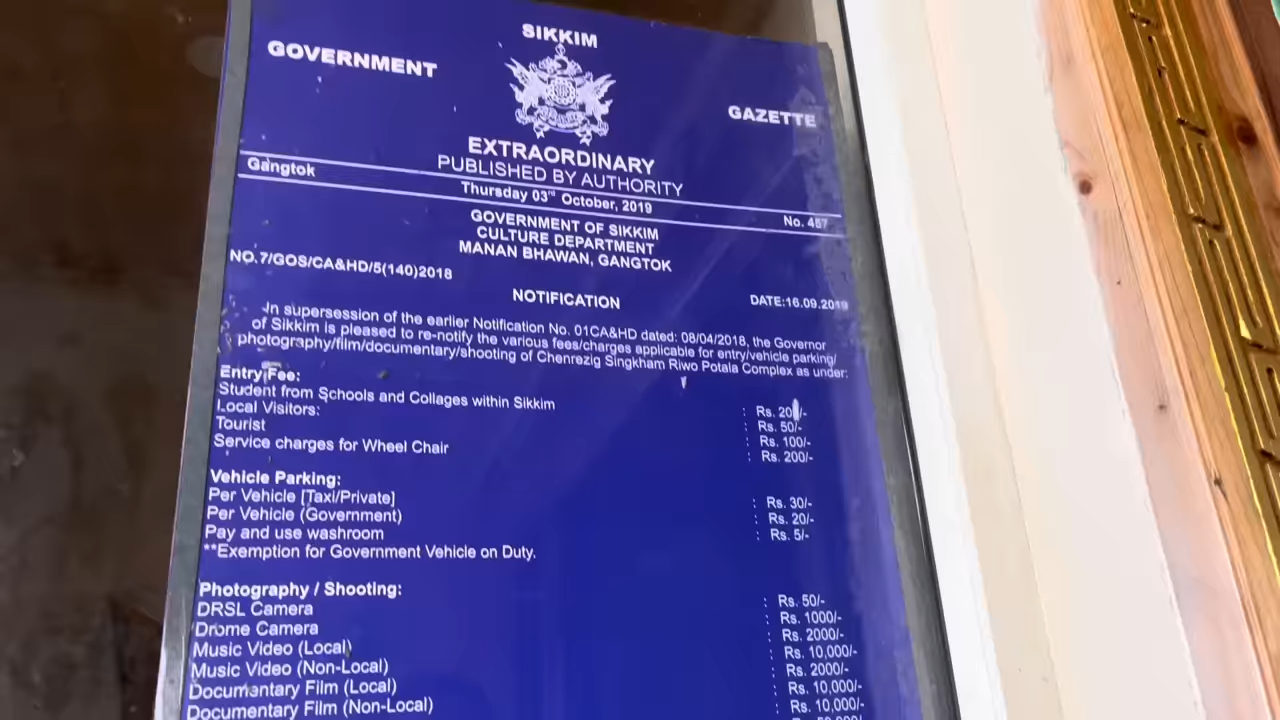 SIKKIM
GOVERNMENT
GAZETTE
EXTRAORDINARY
PUBLISHED BY AUTHORITY
Gangtok
Thursday 03rd October, 2019
No. 467
GOVERNMENT OF SIKKIM
CULTURE DEPARTMENT
MANAN BHAWAN, GANGTOK
NO.7/GOS/CA&HD/5(140)2018
NOTIFICATION
DATE:16.09.2019
In supersession of the earlier Notification No. 01CA&HD dated: 08/04/2018, the Governor
of Sikkim is pleased to re-notify the various fees/charges applicable for entry/vehicle parking/
photography/film/documentary/shooting of Chenrezig Singkham Riwo Potala Complex as under:
Entry Fee:
Student from Schools and Collages within Sikkim : Rs. 20/-
Local Visitors: : Rs. 50/-
Tourist : Rs. 100/-
Service charges for Wheel Chair : Rs. 200/-
Vehicle Parking:
Per Vehicle [Taxi/Private] : Rs. 30/-
Per Vehicle (Government) : Rs. 20/-
Pay and use washroom : Rs. 5/-
**Exemption for Government Vehicle on Duty.
Photography / Shooting:
DRSL Camera : Rs. 50/-
Drome Camera : Rs. 1000/-
Music Video (Local) : Rs. 2000/-
Music Video (Non-Local) : Rs. 10,000/-
Documentary Film (Local) : Rs. 2000/-
Documentary Film (Non-Local) : Rs. 10,000/-
: Rs. 10,000/-